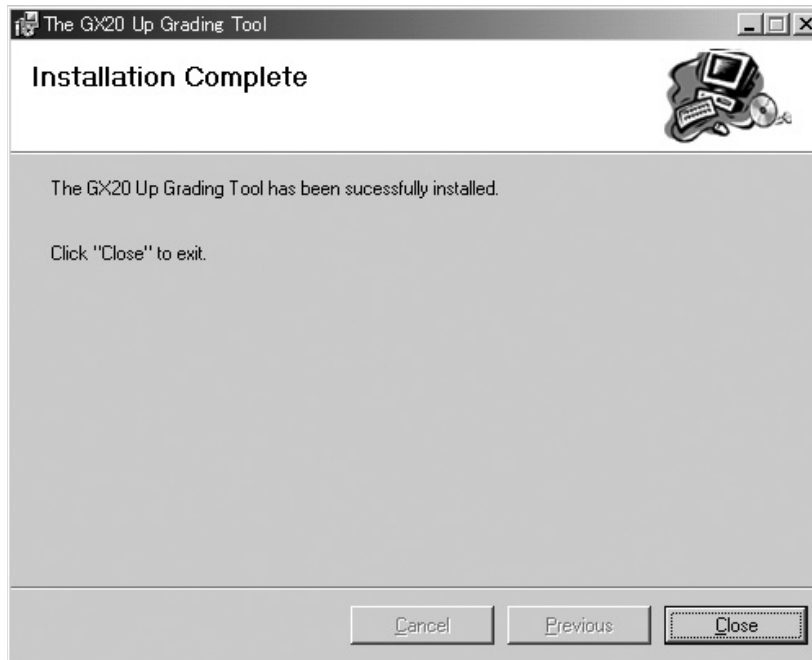 The GX20 Up Grading Tool
Installation Complete
The GX20 Up Grading Tool has been sucessfully installed.
Click "Close" to exit.
Cancel
Previous
Close